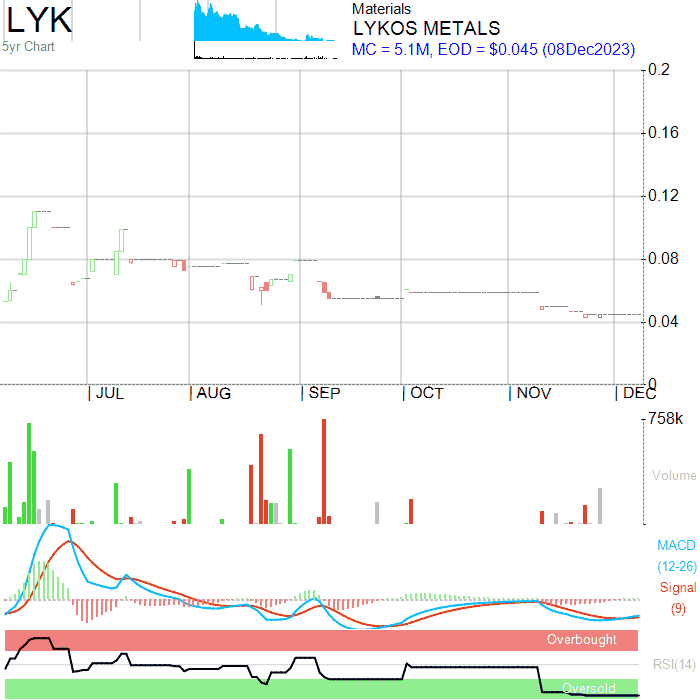 LYK
5yr Chart
Materials
LYKOS METALS
MC = 5.1M, EOD = $0.045 (08Dec2023)
0.2
0.16
0.12
0.08
0.04
0
JUL AUG SEP OCT NOV DEC
758k
Volume
MACD
(12-26)
Signal
(9)
Overbought
RSI(14)
Oversold